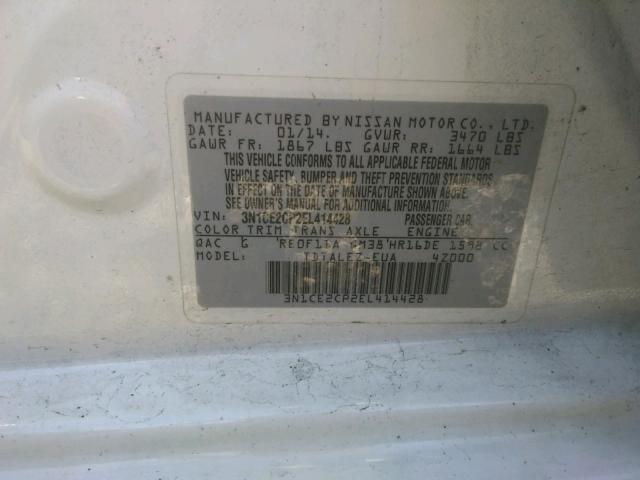 MANUFACTURED BY NISSAN MOTOR CO., LTD.
DATE: 01/14. GVWR: 3470 LBS
GAWR FR: 1867 LBS GAWR RR: 1664 LBS
THIS VEHICLE CONFORMS TO ALL APPLICABLE FEDERAL MOTOR
VEHICLE SAFETY, BUMPER AND THEFT PREVENTION STANDARDS
IN EFFECT ON THE DATE OF MANUFACTURE SHOWN ABOVE.
SEE OWNER'S MANUAL FOR ADDITIONAL INFORMATION.
VIN: 3N1CE2CP2EL414428 PASSENGER CAR
COLOR TRIM TRANS AXLE ENGINE
QAC G RE0F11A HR16DE 1598 CC
MODEL: 4Z000
3N1CE2CP2EL414428